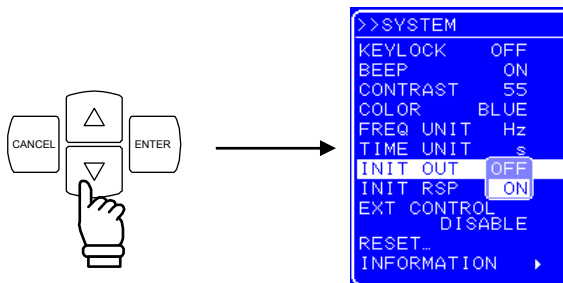 CANCEL
ENTER
>>SYSTEM
KEYLOCK OFF
BEEP ON
CONTRAST 55
COLOR BLUE
FREQ UNIT Hz
TIME UNIT s
INIT OUT OFF
INIT RSP ON
EXT CONTROL
DISABLE
RESET…
INFORMATION